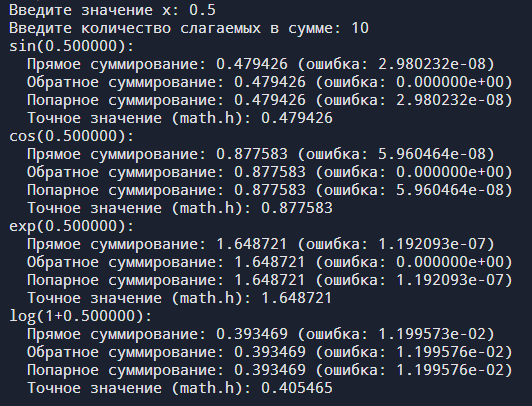 Введите значение x: 0.5
Введите количество слагаемых в сумме: 10
sin(0.500000):
  Прямое суммирование: 0.479426 (ошибка: 2.980232e-08)
  Обратное суммирование: 0.479426 (ошибка: 0.000000e+00)
  Попарное суммирование: 0.479426 (ошибка: 2.980232e-08)
  Точное значение (math.h): 0.479426
cos(0.500000):
  Прямое суммирование: 0.877583 (ошибка: 5.960464e-08)
  Обратное суммирование: 0.877583 (ошибка: 0.000000e+00)
  Попарное суммирование: 0.877583 (ошибка: 5.960464e-08)
  Точное значение (math.h): 0.877583
exp(0.500000):
  Прямое суммирование: 1.648721 (ошибка: 1.192093e-07)
  Обратное суммирование: 1.648721 (ошибка: 0.000000e+00)
  Попарное суммирование: 1.648721 (ошибка: 1.192093e-07)
  Точное значение (math.h): 1.648721
log(1+0.500000):
  Прямое суммирование: 0.393469 (ошибка: 1.199573e-02)
  Обратное суммирование: 0.393469 (ошибка: 1.199576e-02)
  Попарное суммирование: 0.393469 (ошибка: 1.199576e-02)
  Точное значение (math.h): 0.405465